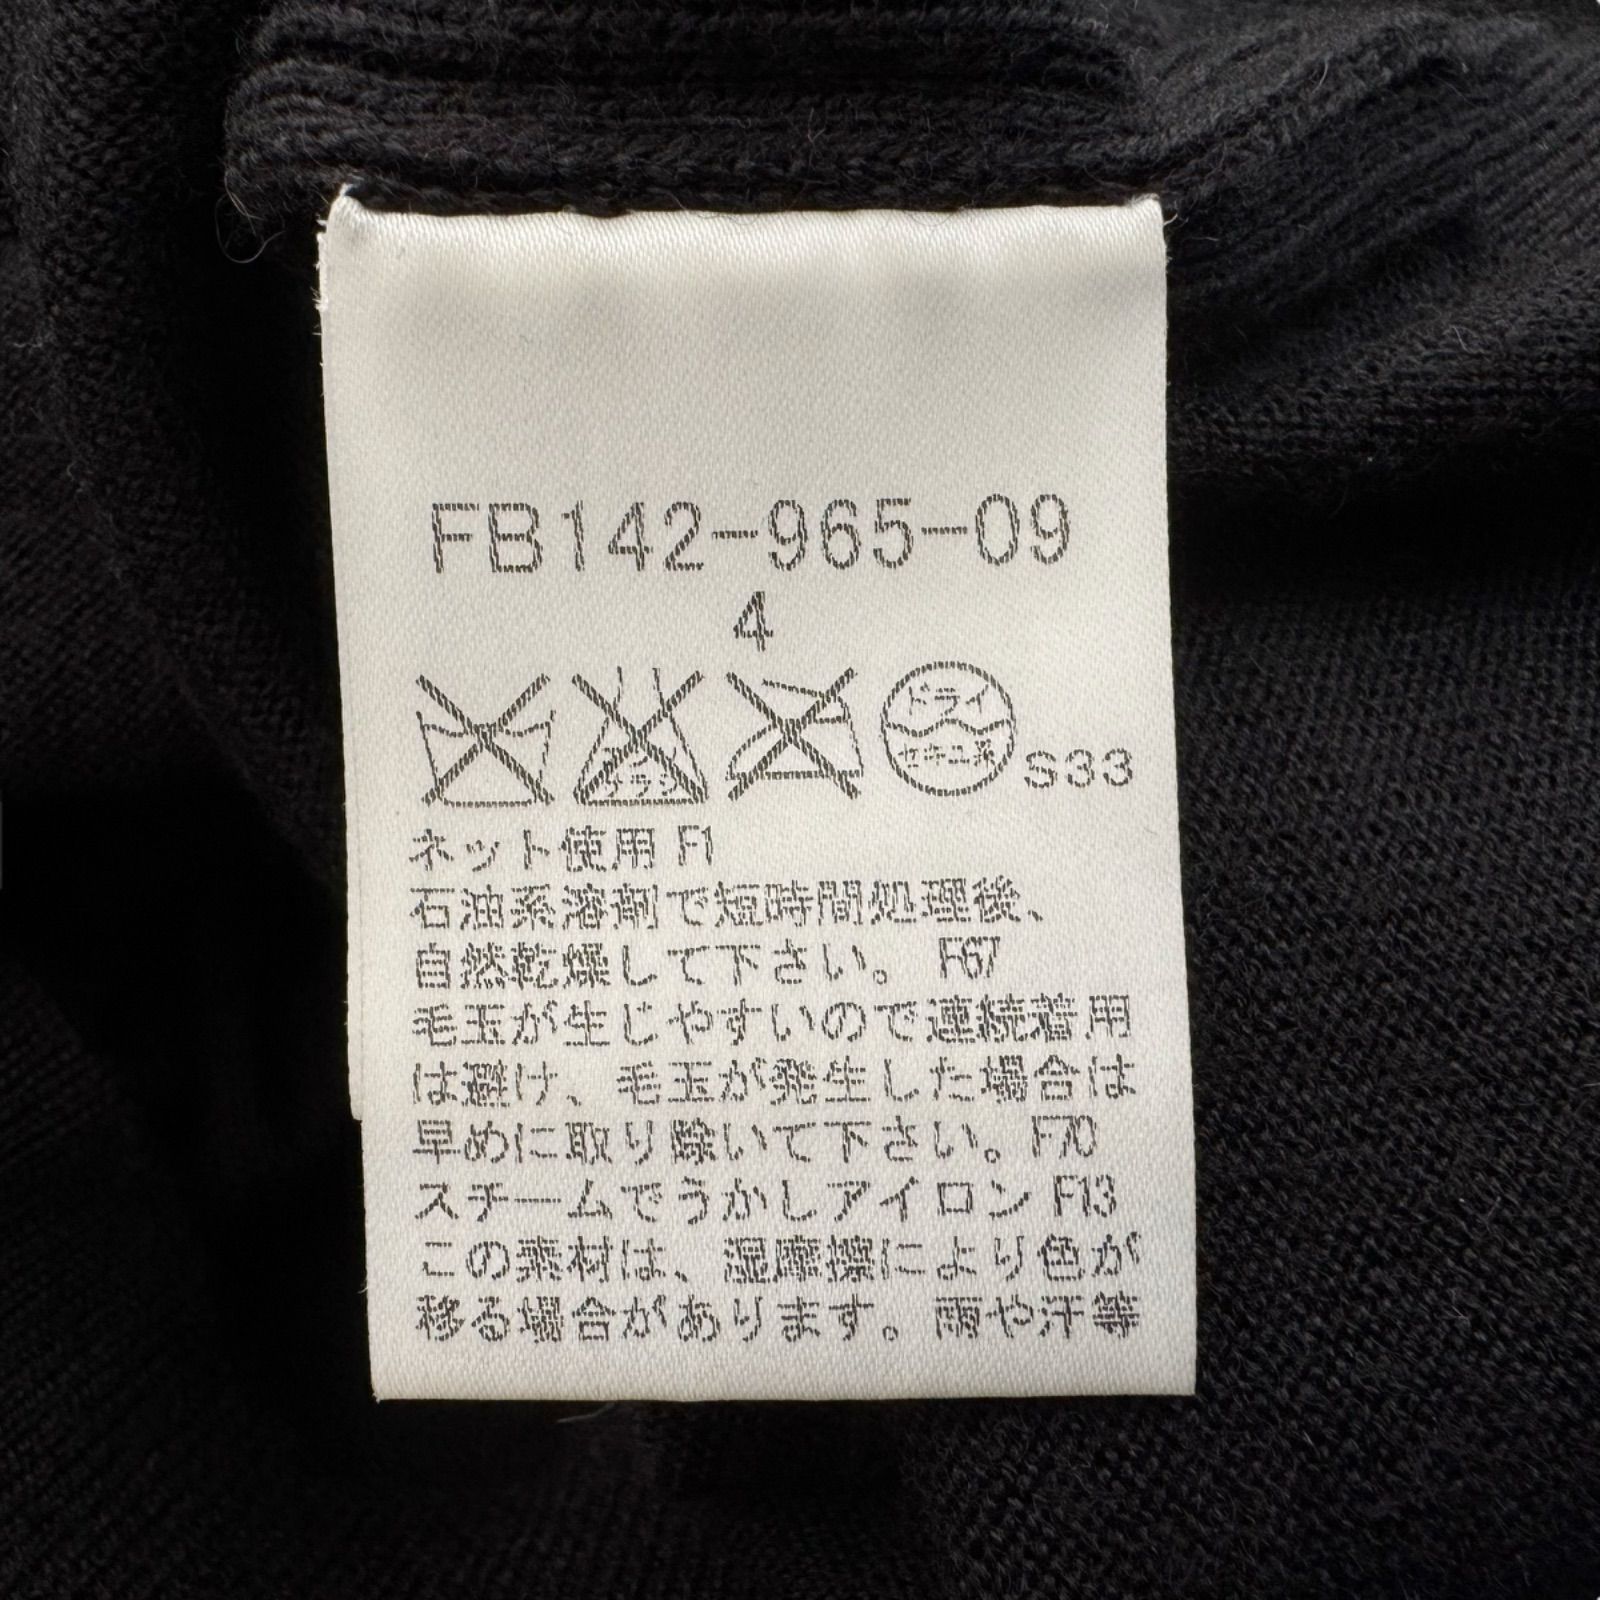 FB142-965-09
4
エンソ
サラシ
ドライ
セキユ系
S33
ネット使用 F1
石油系溶剤で短時間処理後、
自然乾燥して下さい。 F67
毛玉が生じやすいので連続着用
は避け、毛玉が発生した場合は
早めに取り除いて下さい。F70
スチームでうかしアイロン F13
この素材は、湿摩擦により色が
移る場合があります。雨や汗等